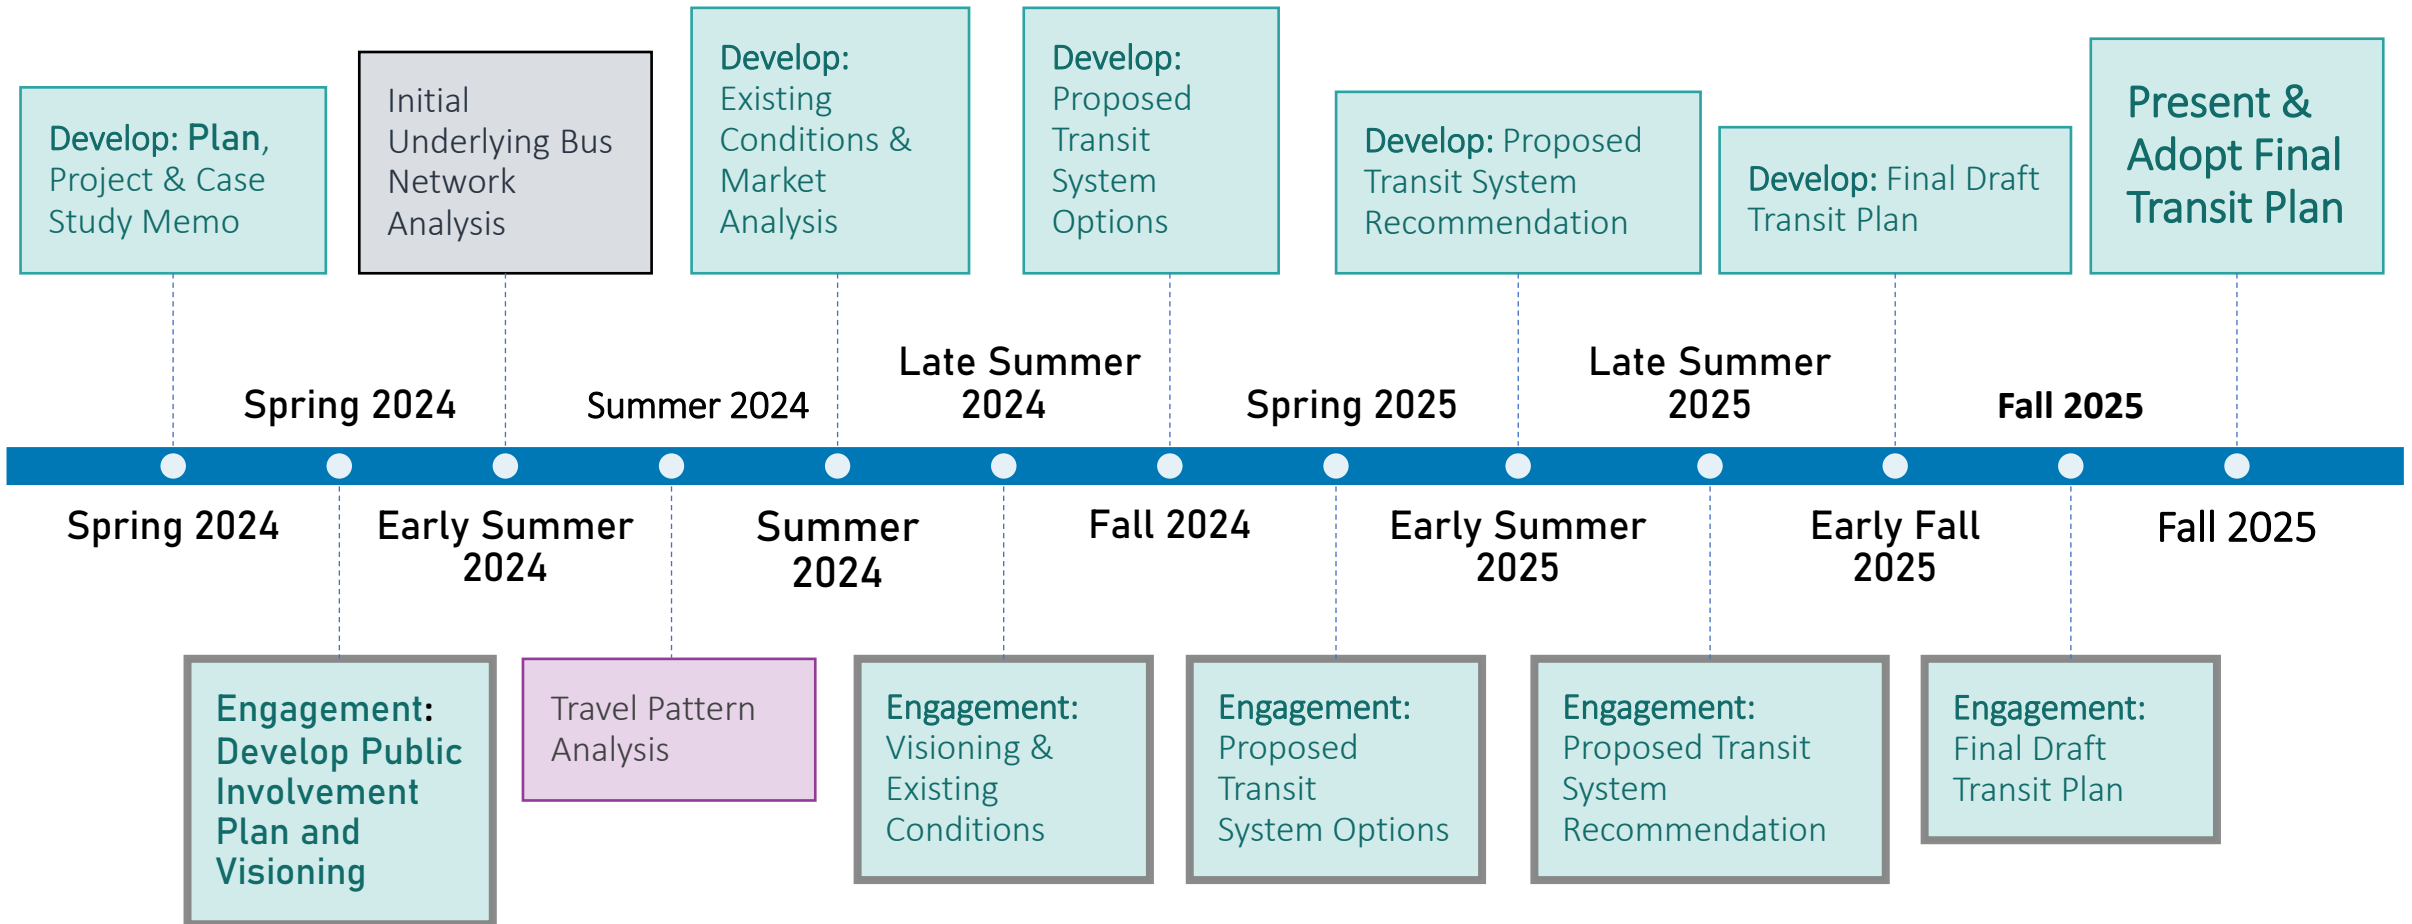 Develop: Plan,
Project & Case
Study Memo
Initial
Underlying Bus
Network
Analysis
Develop:
Existing
Conditions &
Market
Analysis
Develop:
Proposed
Transit
System
Options
Develop: Proposed
Transit System
Recommendation
Develop: Final Draft
Transit Plan
Present &
Adopt Final
Transit Plan
Spring 2024
Summer 2024
Late Summer
2024
Spring 2025
Late Summer
2025
Fall 2025
Spring 2024
Early Summer
2024
Summer
2024
Fall 2024
Early Summer
2025
Early Fall
2025
Fall 2025
Engagement:
Develop Public
Involvement
Plan and
Visioning
Travel Pattern
Analysis
Engagement:
Visioning &
Existing
Conditions
Engagement:
Proposed
Transit
System Options
Engagement:
Proposed Transit
System
Recommendation
Engagement:
Final Draft
Transit Plan